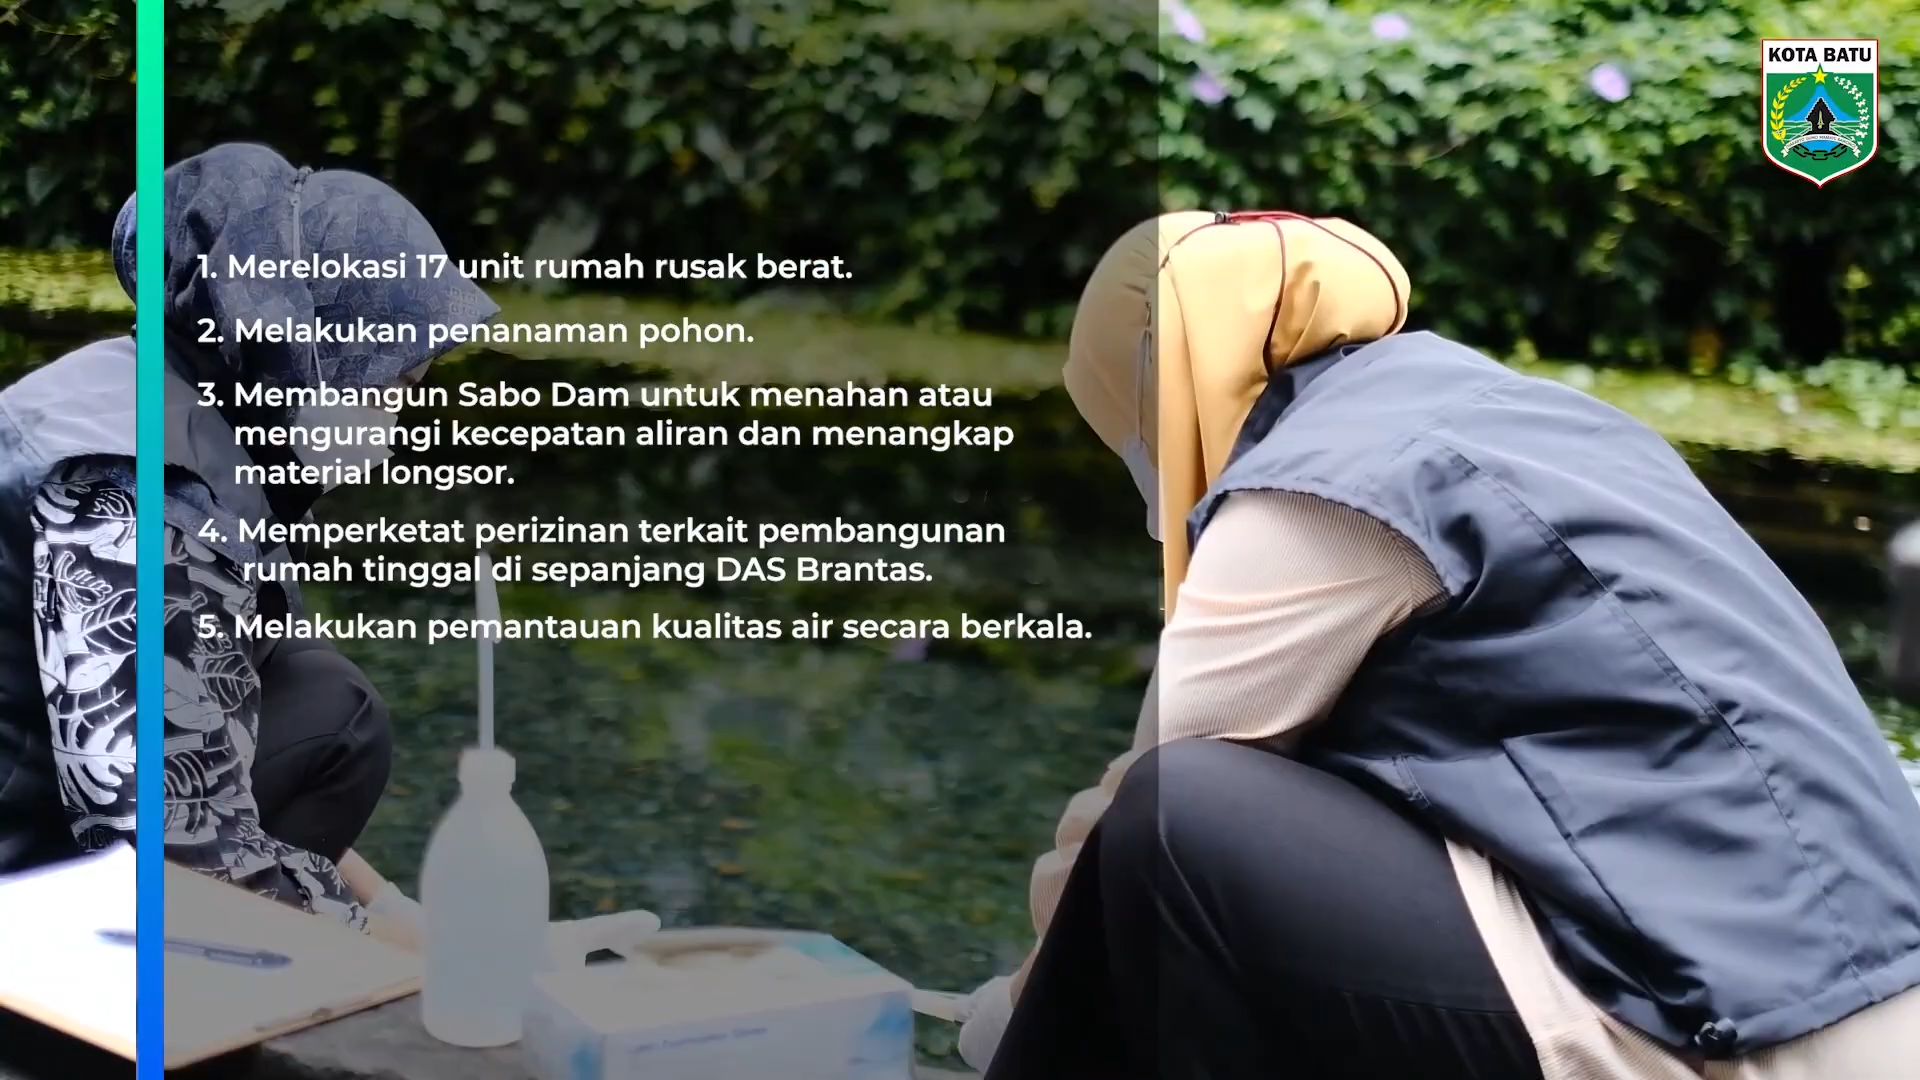 KOTA BATU
1. Merelokasi 17 unit rumah rusak berat.
2. Melakukan penanaman pohon.
3. Membangun Sabo Dam untuk menahan atau
mengurangi kecepatan aliran dan menangkap
material longsor.
4. Memperketat perizinan terkait pembangunan
rumah tinggal di sepanjang DAS Brantas.
5. Melakukan pemantauan kualitas air secara berkala.